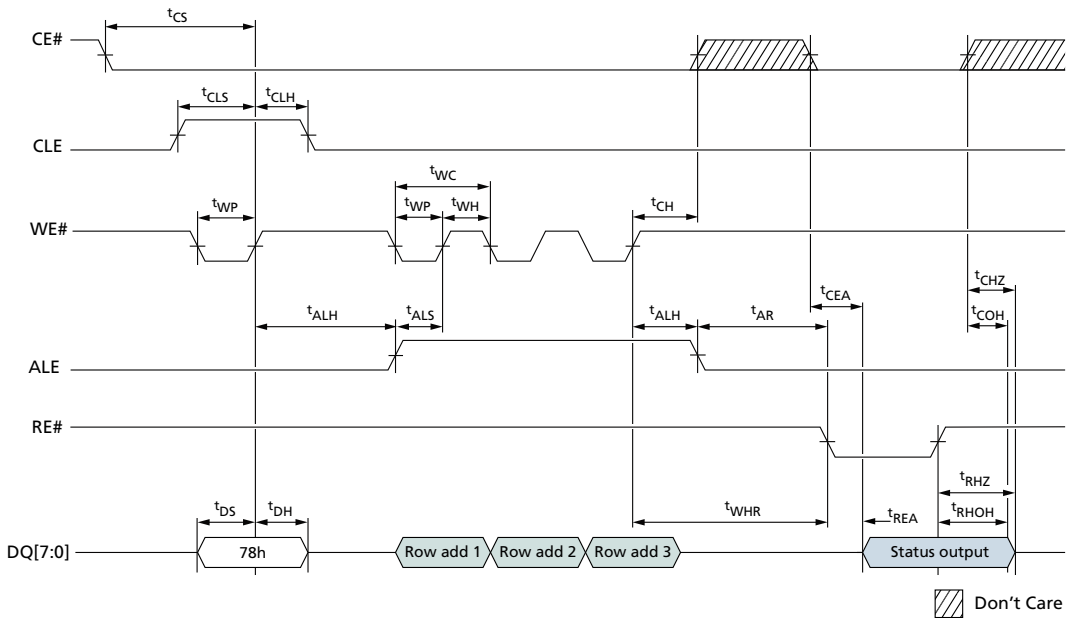 tCS
CE#
tCLS tCLH
CLE
tWC
tWP tWP tWH tCH
WE#
tCEA tCHZ
tALH tALS tALH tAR tCOH
ALE
RE#
tRHZ
tDS tDH tWHR tREA tRHOH
DQ[7:0] 78h Row add 1 Row add 2 Row add 3 Status output
Don't Care